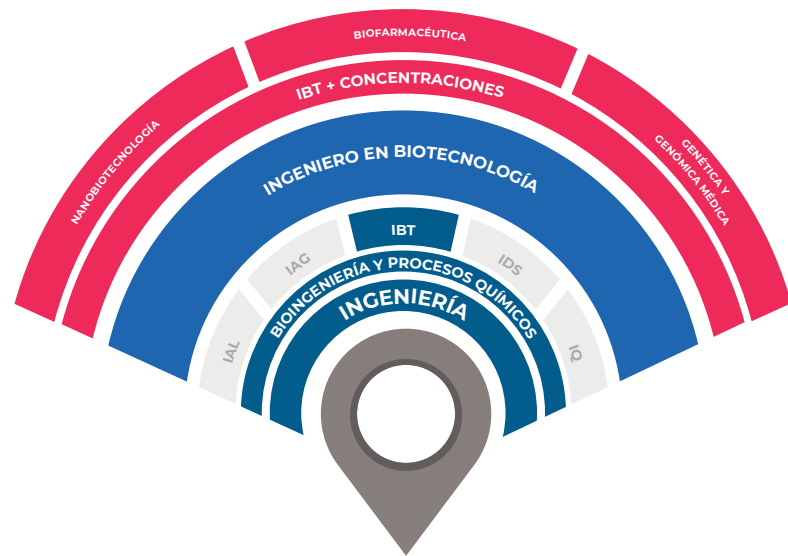 BIOFARMACÉUTICA
NANOBIOTECNOLOGÍA
GENÉTICA Y
GENÓMICA MÉDICA
IBT + CONCENTRACIONES
INGENIERO EN BIOTECNOLOGÍA
IAL
IAG
IBT
IDS
IQ
BIOINGENIERÍA Y PROCESOS QUÍMICOS
INGENIERÍA